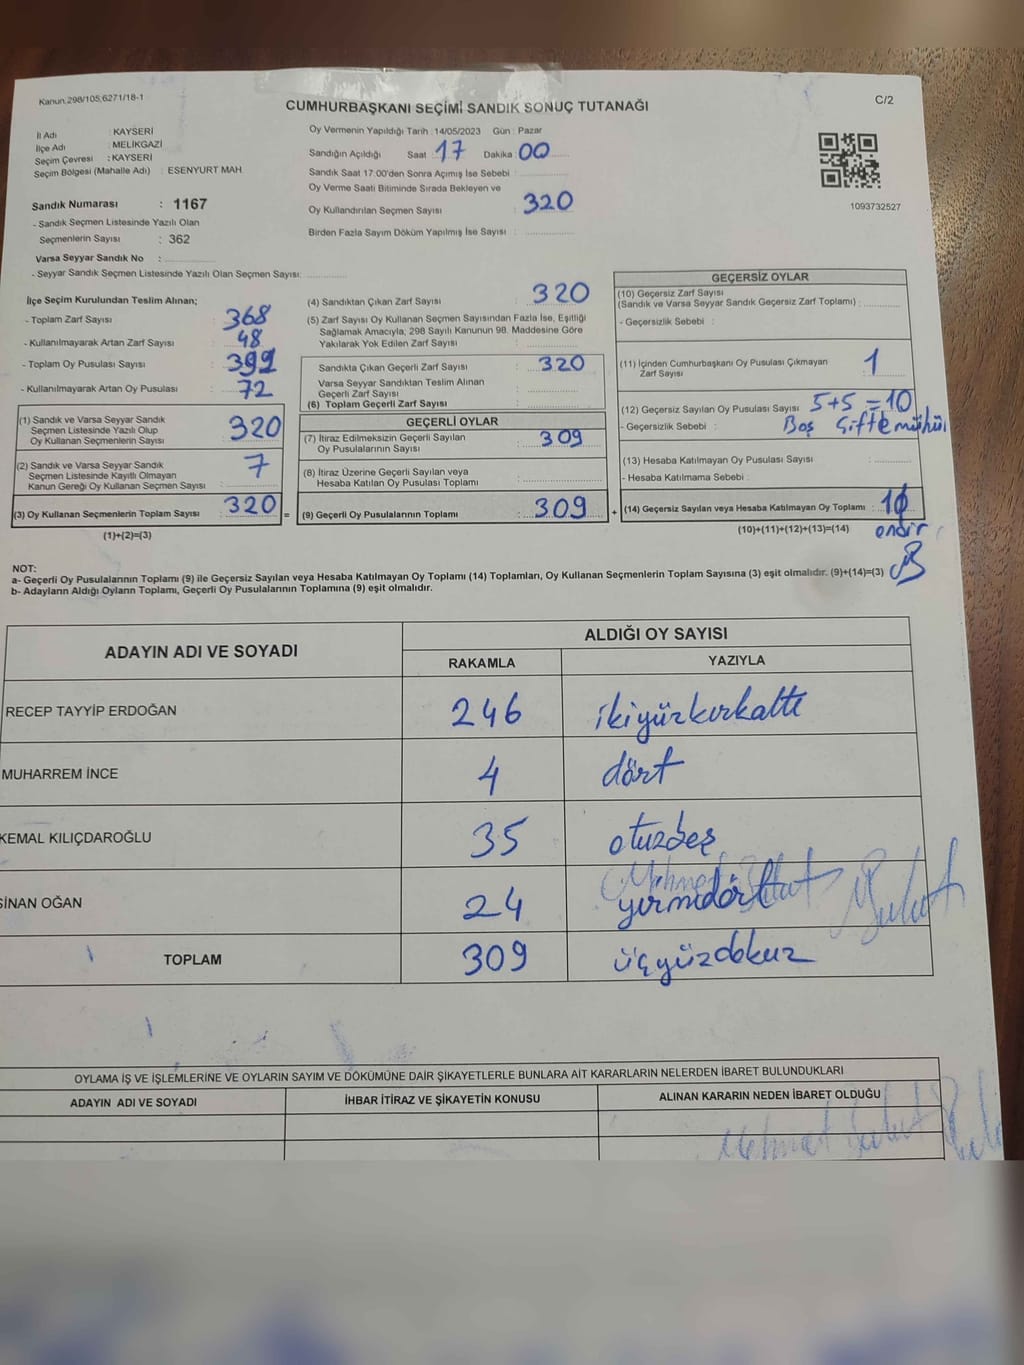 Kanun.298/105,6271/18-1
C/2
CUMHURBAŞKANI SEÇİMİ SANDIK SONUÇ TUTANAĞI
İl Adı : KAYSERİ
İlçe Adı : MELİKGAZİ
Seçim Çevresi : KAYSERİ
Seçim Bölgesi (Mahalle Adı) : ESENYURT MAH
Sandık Numarası : 1167
- Sandık Seçmen Listesinde Yazılı Olan
Seçmenlerin Sayısı : 362
Varsa Seyyar Sandık No :
- Seyyar Sandık Seçmen Listesinde Yazılı Olan Seçmen Sayısı:
Oy Vermenin Yapıldığı Tarih : 14/05/2023 Gün : Pazar
Sandığın Açıldığı Saat : 17 Dakika : 00
Sandık Saat 17:00'den Sonra Açımış İse Sebebi :
Oy Verme Saati Bitiminde Sırada Bekleyen ve
Oy Kullandırılan Seçmen Sayısı : 320
Birden Fazla Sayım Döküm Yapılmış İse Sayısı :
1093732527
İlçe Seçim Kurulundan Teslim Alınan;
- Toplam Zarf Sayısı : 368
- Kullanılmayarak Artan Zarf Sayısı : 48
- Toplam Oy Pusulası Sayısı : 392
- Kullanılmayarak Artan Oy Pusulası : 72
(1) Sandık ve Varsa Seyyar Sandık
Seçmen Listesinde Yazılı Olup
Oy Kullanan Seçmenlerin Sayısı : 320
(2) Sandık ve Varsa Seyyar Sandık
Seçmen Listesinde Kayıtlı Olmayan
Kanun Gereği Oy Kullanan Seçmen Sayısı : 7
(3) Oy Kullanan Seçmenlerin Toplam Sayısı : 320 =
(1)+(2)=(3)
(4) Sandıktan Çıkan Zarf Sayısı : 320
(5) Zarf Sayısı Oy Kullanan Seçmen Sayısından Fazla İse, Eşitliği
Sağlamak Amacıyla, 298 Sayılı Kanunun 98. Maddesine Göre
Yakılarak Yok Edilen Zarf Sayısı :
Sandıkta Çıkan Geçerli Zarf Sayısı : 320
Varsa Seyyar Sandıktan Teslim Alınan
Geçerli Zarf Sayısı :
(6) Toplam Geçerli Zarf Sayısı :
GEÇERLİ OYLAR
(7) İtiraz Edilmeksizin Geçerli Sayılan
Oy Pusulalarının Sayısı : 309
(8) İtiraz Üzerine Geçerli Sayılan veya
Hesaba Katılan Oy Pusulası Toplamı :
(9) Geçerli Oy Pusulalarının Toplamı : 309 +
GEÇERSİZ OYLAR
(10) Geçersiz Zarf Sayısı
(Sandık ve Varsa Seyyar Sandık Geçersiz Zarf Toplamı) :
- Geçersizlik Sebebi :
(11) İçinden Cumhurbaşkanı Oy Pusulası Çıkmayan
Zarf Sayısı : 1
(12) Geçersiz Sayılan Oy Pusulası Sayısı : 5+5=10
- Geçersizlik Sebebi : Boş Çift mühür
(13) Hesaba Katılmayan Oy Pusulası Sayısı :
- Hesaba Katılmama Sebebi :
(14) Geçersiz Sayılan veya Hesaba Katılmayan Oy Toplamı : 10
(10)+(11)+(12)+(13)=(14)
NOT:
a- Geçerli Oy Pusulalarının Toplamı (9) ile Geçersiz Sayılan veya Hesaba Katılmayan Oy Toplamı (14) Toplamları, Oy Kullanan Seçmenlerin Toplam Sayısına (3) eşit olmalıdır. (9)+(14)=(3)
b- Adayların Aldığı Oyların Toplamı, Geçerli Oy Pusulalarının Toplamına (9) eşit olmalıdır.
ADAYIN ADI VE SOYADI
ALDIĞI OY SAYISI
RAKAMLA YAZIYLA
RECEP TAYYİP ERDOĞAN 246 ikiyüzkırkaltı
MUHARREM İNCE 4 dört
KEMAL KILIÇDAROĞLU 35 otuzbeş
SİNAN OĞAN 24 yirmidört
TOPLAM 309 üçyüzdokuz
OYLAMA İŞ VE İŞLEMLERİNE VE OYLARIN SAYIM VE DÖKÜMÜNE DAİR ŞİKAYETLERLE BUNLARA AİT KARARLARIN NELERDEN İBARET BULUNDUKLARI
ADAYIN ADI VE SOYADI İHBAR İTİRAZ VE ŞİKAYETİN KONUSU ALINAN KARARIN NEDEN İBARET OLDUĞU